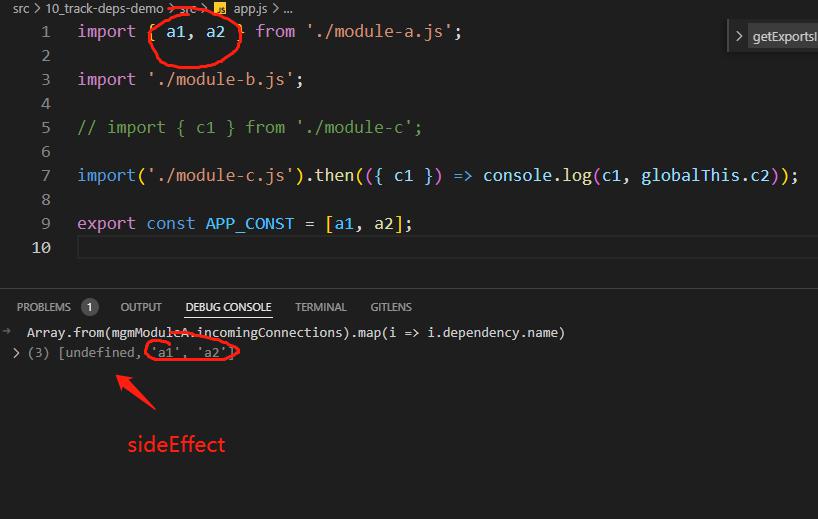 src > 10_track-deps-demo > src > JS app.js > ...
1 import { a1, a2 } from './module-a.js';
2
3 import './module-b.js';
4
5 // import { c1 } from './module-c';
6
7 import('./module-c.js').then(({ c1 }) => console.log(c1, globalThis.c2));
8
9 export const APP_CONST = [a1, a2];
10
> getExportsI
PROBLEMS 1 OUTPUT DEBUG CONSOLE TERMINAL GITLENS
Array.from(mgmModuleA.incomingConnections).map(i => i.dependency.name)
> (3) [undefined, 'a1', 'a2']
sideEffect